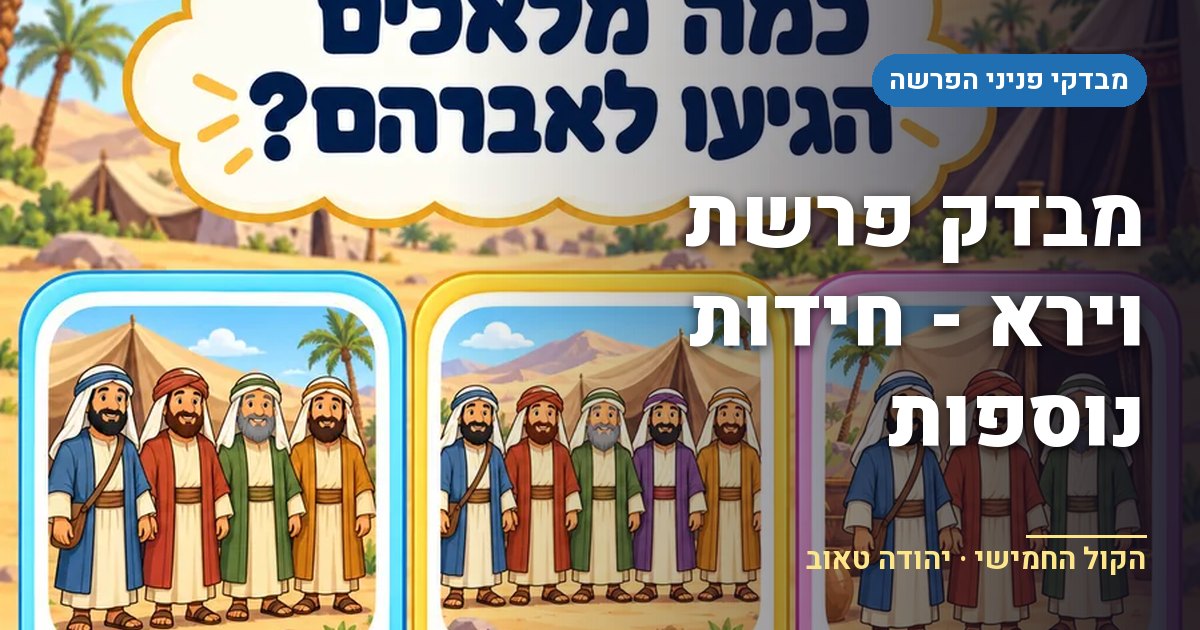 כמה מלאכים
הגיעו לאברהם?
מבדקי פניני הפרשה
מבדק פרשת
וירא - חידות
נוספות
הקול החמישי · יהודה טאוב